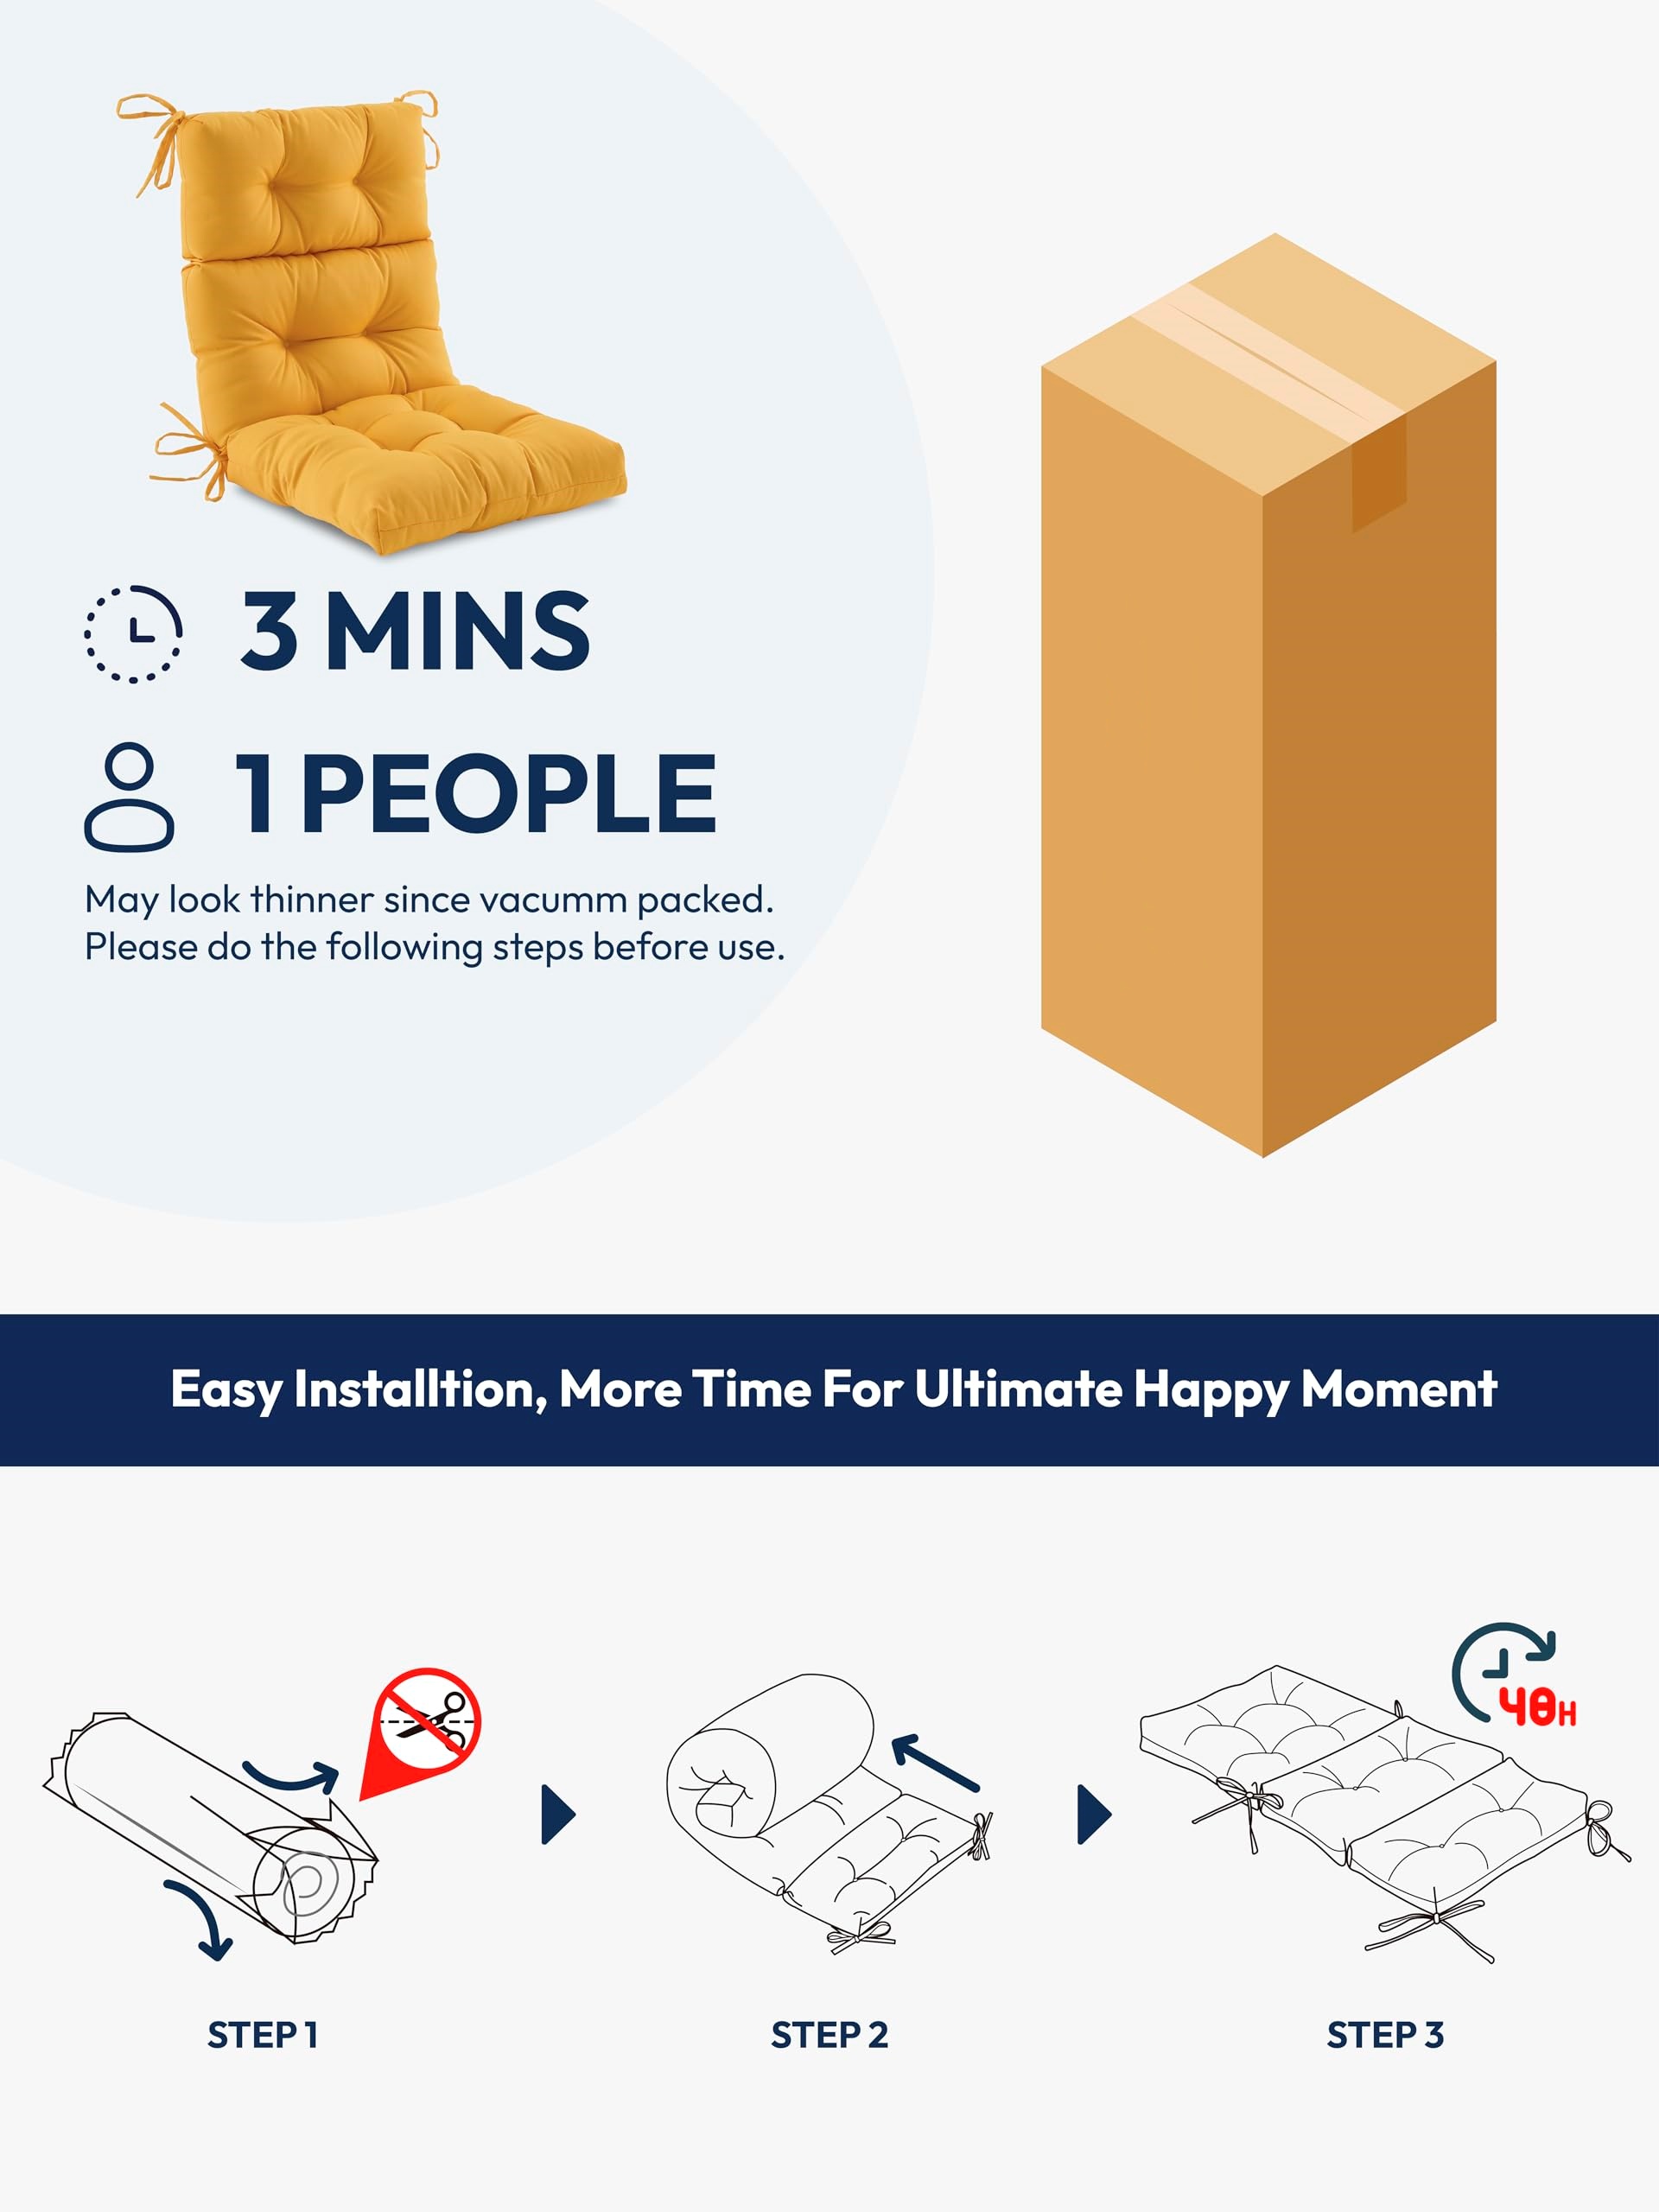 3 MINS
1 PEOPLE
May look thinner since vacumm packed.
Please do the following steps before use.
Easy Installtion, More Time For Ultimate Happy Moment
48H
STEP 1
STEP 2
STEP 3